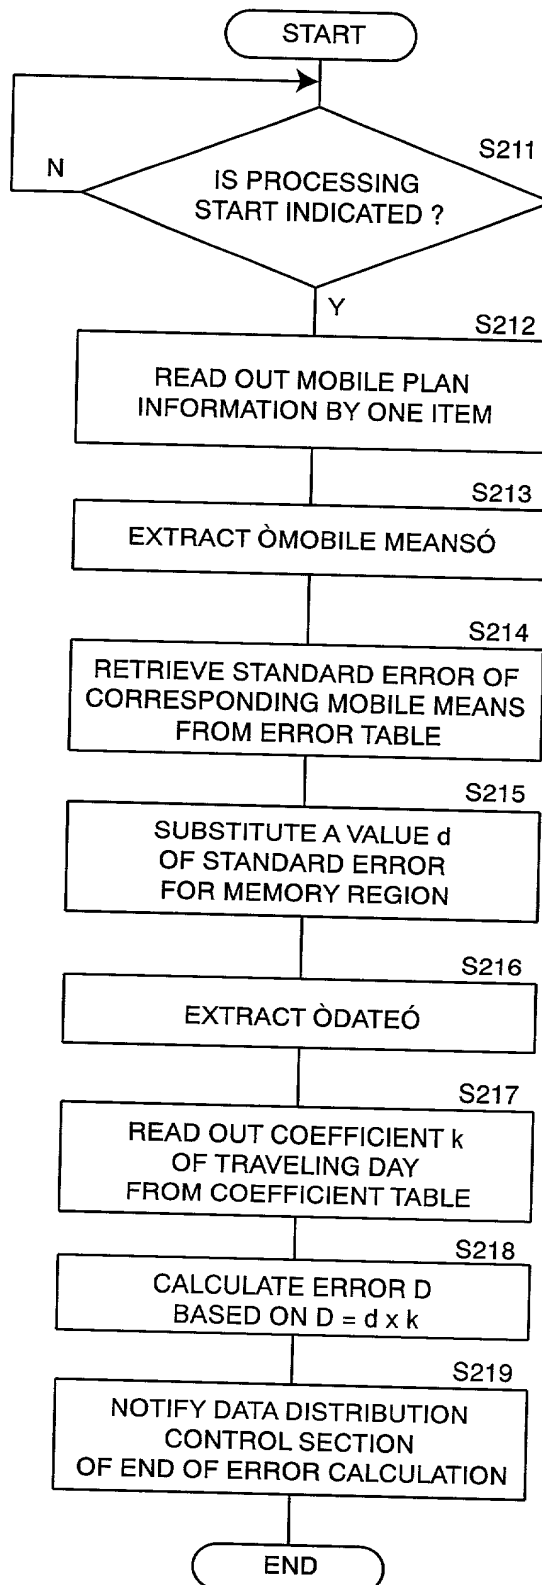 START
S211
N
IS PROCESSING
START INDICATED ?
Y
S212
READ OUT MOBILE PLAN
INFORMATION BY ONE ITEM
S213
EXTRACT ÒMOBILE MEANSÓ
S214
RETRIEVE STANDARD ERROR OF
CORRESPONDING MOBILE MEANS
FROM ERROR TABLE
S215
SUBSTITUTE A VALUE d
OF STANDARD ERROR
FOR MEMORY REGION
S216
EXTRACT ÒDATEÓ
S217
READ OUT COEFFICIENT k
OF TRAVELING DAY
FROM COEFFICIENT TABLE
S218
CALCULATE ERROR D
BASED ON D = d x k
S219
NOTIFY DATA DISTRIBUTION
CONTROL SECTION
OF END OF ERROR CALCULATION
END